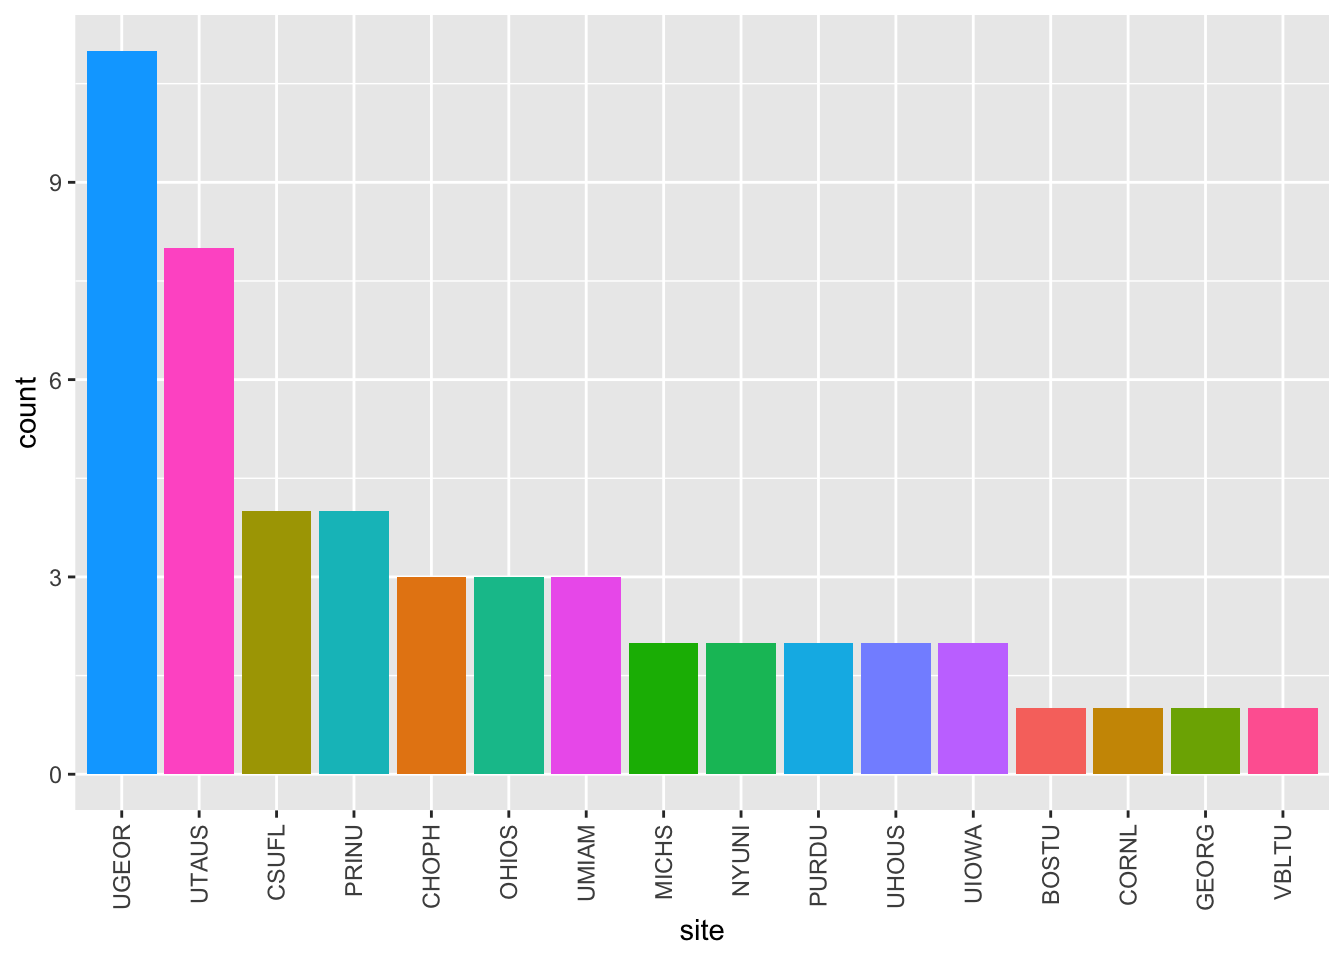 count
9
6
3
0
UGEOR
UTAUS
CSUFL
PRINU
CHOPH
OHIOS
UMIAM
MICHS
NYUNI
PURDU
UHOUS
UIOWA
BOSTU
CORNL
GEORG
VBLTU
site